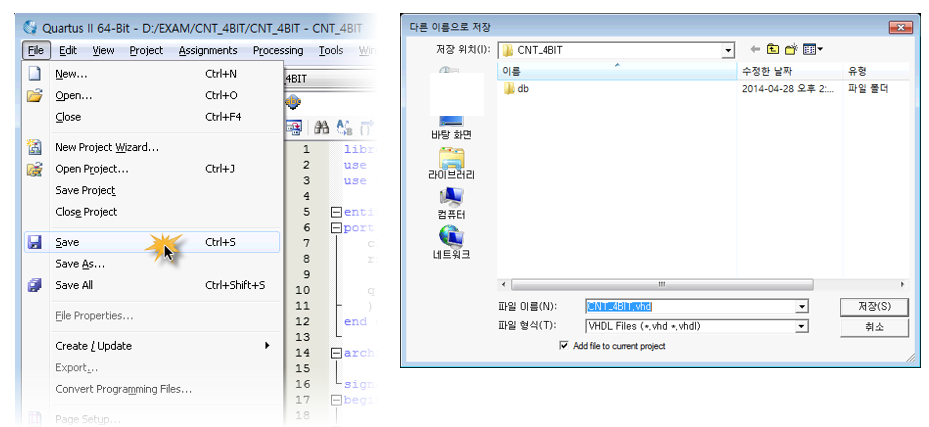 Quartus II 64-Bit - D:/EXAM/CNT_4BIT/CNT_4BIT - CNT_4BIT
File Edit View Project Assignments Processing Tools
New... Ctrl+N
Open... Ctrl+O
Close Ctrl+F4
New Project Wizard...
Open Project... Ctrl+J
Save Project
Close Project
Save Ctrl+S
Save As...
Save All Ctrl+Shift+S
File Properties...
Create / Update
Export...
Convert Programming Files...
Page Setup...
_4BIT
1 libr
2 use
3 use
4
5 enti
6 port
7 c
8 r
9
10 q
11 )
12 end
13
14 arch
15
16 sign
17 begi
18
다른 이름으로 저장
저장 위치(I): CNT_4BIT
이름 수정한 날짜 유형
db 2014-04-28 오후 2:... 파일 폴더
바탕 화면
라이브러리
컴퓨터
네트워크
파일 이름(N): CNT_4BIT.vhd 저장(S)
파일 형식(T): VHDL Files (*.vhd *.vhdl) 취소
Add file to current project